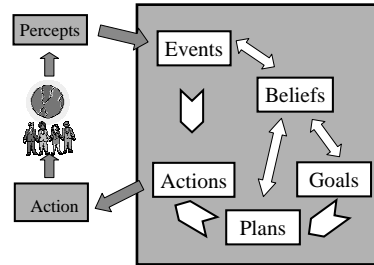 Percepts
Events
Beliefs
Actions
Goals
Action
Plans